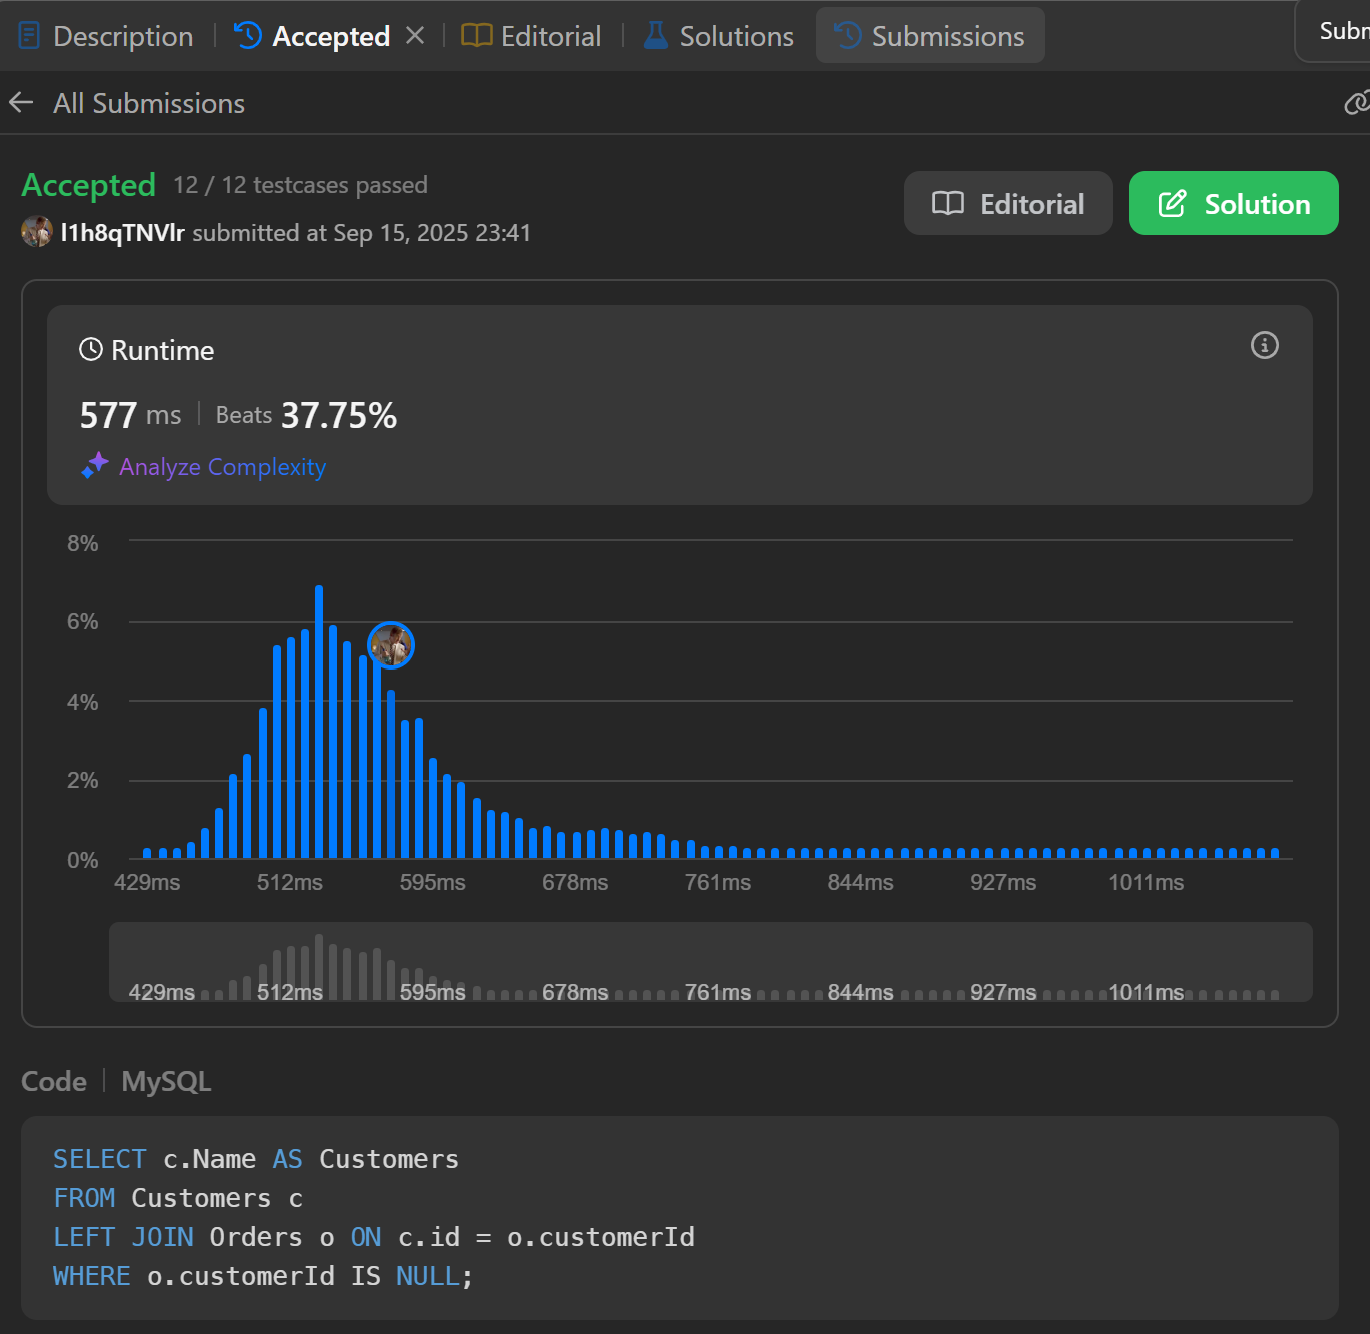 Description
Accepted
Editorial
Solutions
Submissions
All Submissions
Accepted 12 / 12 testcases passed
l1h8qTNVlr submitted at Sep 15, 2025 23:41
Editorial
Solution
Runtime
577 ms Beats 37.75%
Analyze Complexity
8%
6%
4%
2%
0%
429ms 512ms 595ms 678ms 761ms 844ms 927ms 1011ms
429ms 512ms 595ms 678ms 761ms 844ms 927ms 1011ms
Code MySQL
SELECT c.Name AS Customers
FROM Customers c
LEFT JOIN Orders o ON c.id = o.customerId
WHERE o.customerId IS NULL;